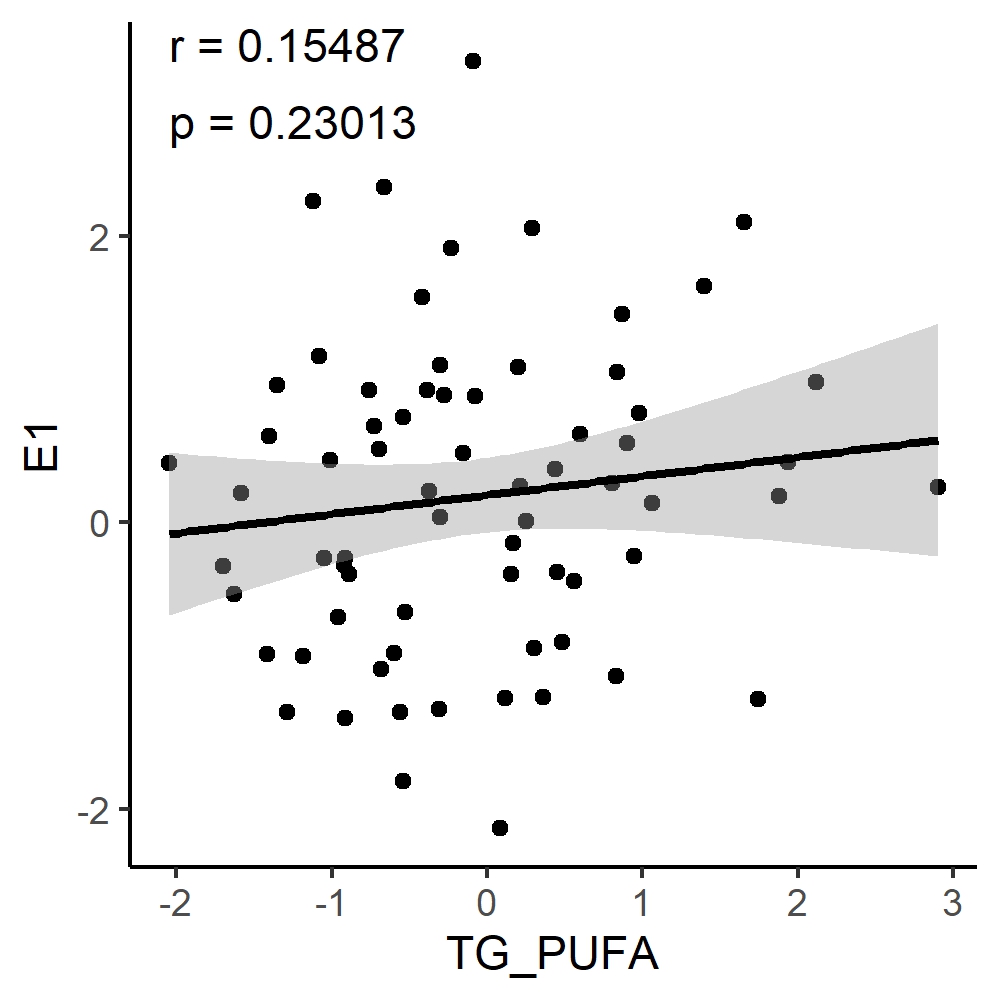 r = 0.15487
p = 0.23013
2
0
-2
E1
-2 -1 0 1 2 3
TG_PUFA